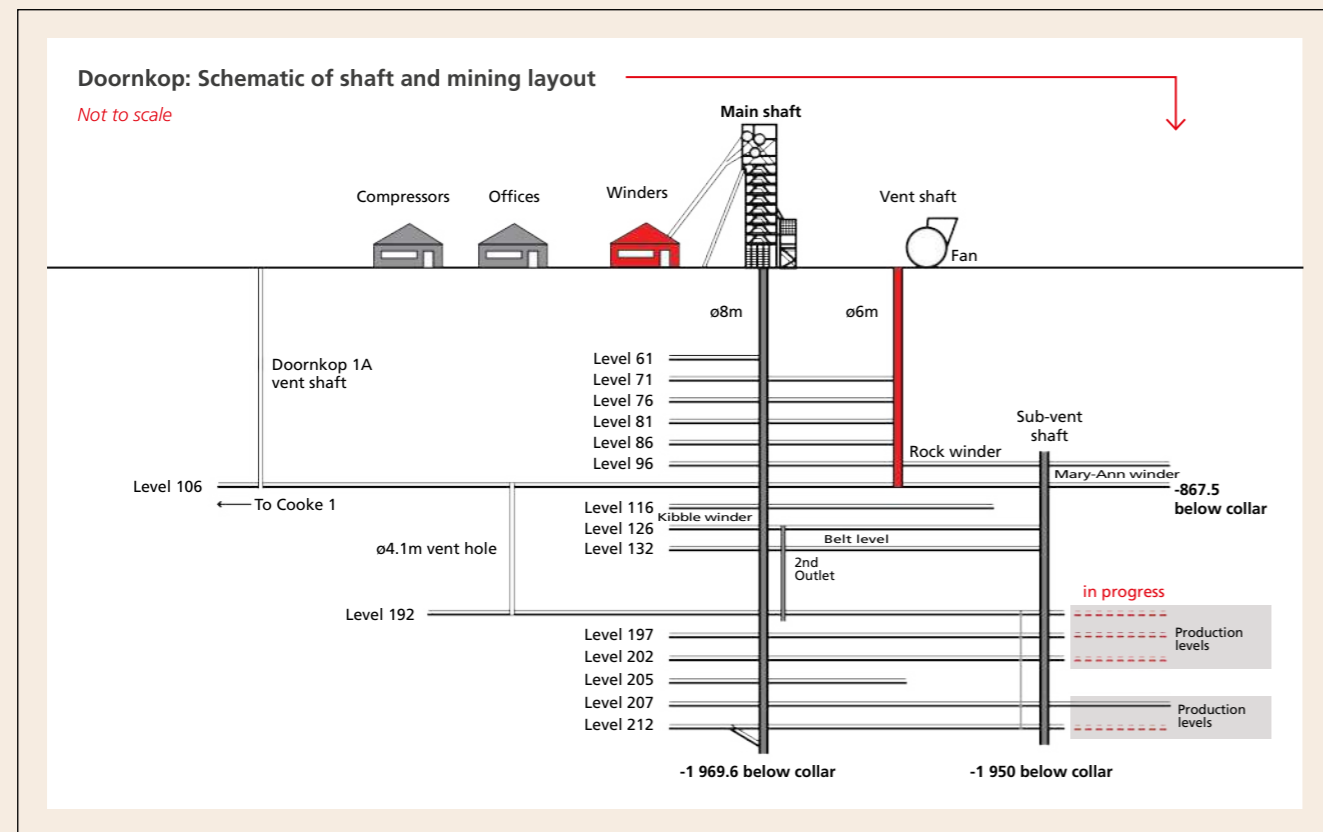 Doornkop: Schematic of shaft and mining layout
Not to scale
Main shaft
Compressors
Offices
Winders
Vent shaft
Fan
ø8m
ø6m
Doornkop 1A
vent shaft
Level 61
Level 71
Level 76
Level 81
Level 86
Level 96
Sub-vent
shaft
Rock winder
Mary-Ann winder
Level 106
To Cooke 1
-867.5
below collar
Level 116
Kibble winder
Level 126
Belt level
Level 132
ø4.1m vent hole
2nd
Outlet
in progress
Level 192
Level 197
Production
levels
Level 202
Level 205
Level 207
Production
levels
Level 212
-1 969.6 below collar
-1 950 below collar